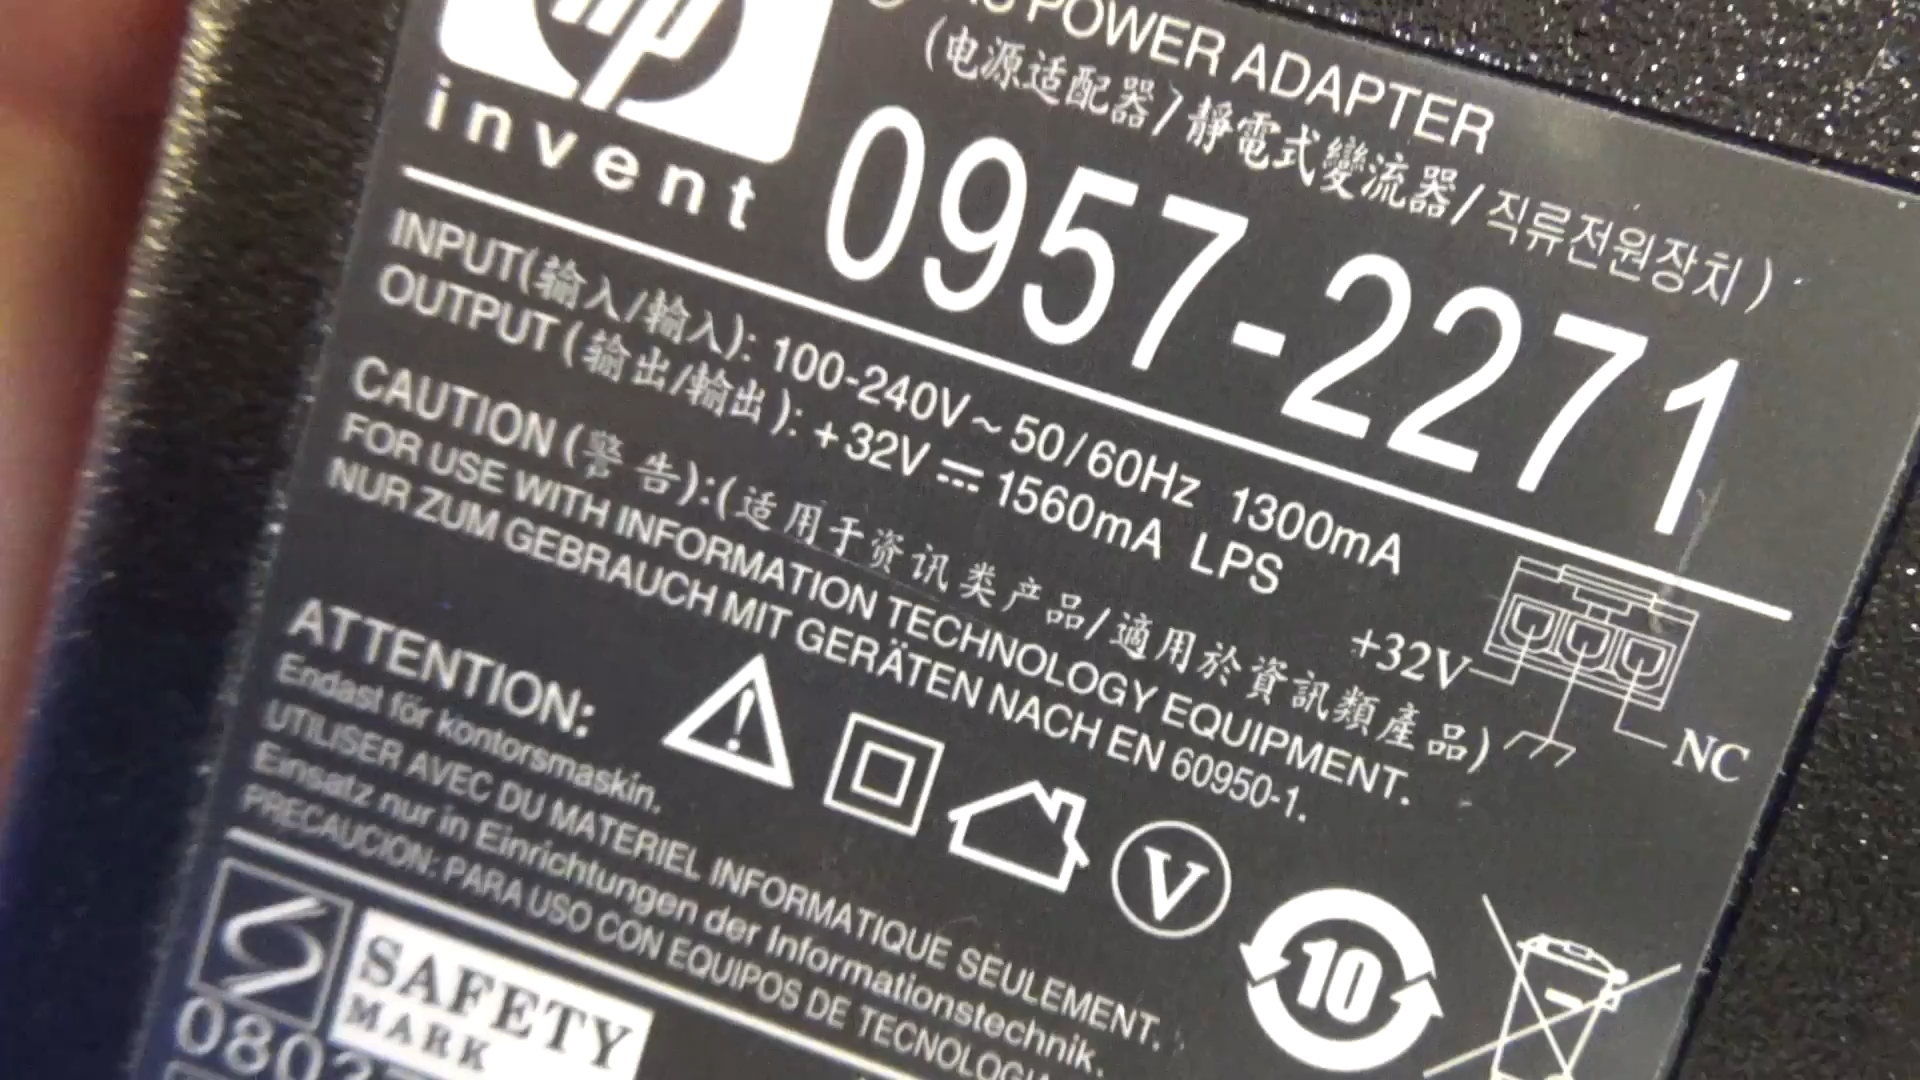 hp
POWER ADAPTER
invent
(电源适配器/靜電式變流器/직류전원장치)
0957-2271
INPUT(输入/輸入): 100-240V~50/60Hz 1300mA
OUTPUT(输出/輸出): +32V⎓1560mA LPS
CAUTION(警告):(适用于资讯类产品/適用於資訊類產品)
FOR USE WITH INFORMATION TECHNOLOGY EQUIPMENT.
NUR ZUM GEBRAUCH MIT GERÄTEN NACH EN 60950-1.
+32V
NC
ATTENTION:
Endast för kontorsmaskin.
UTILISER AVEC DU MATERIEL INFORMATIQUE SEULEMENT.
Einsatz nur in Einrichtungen der Informationstechnik.
PRECAUCION: PARA USO CON EQUIPOS DE TECNOLOGIA
V
10
S
SAFETY
MARK